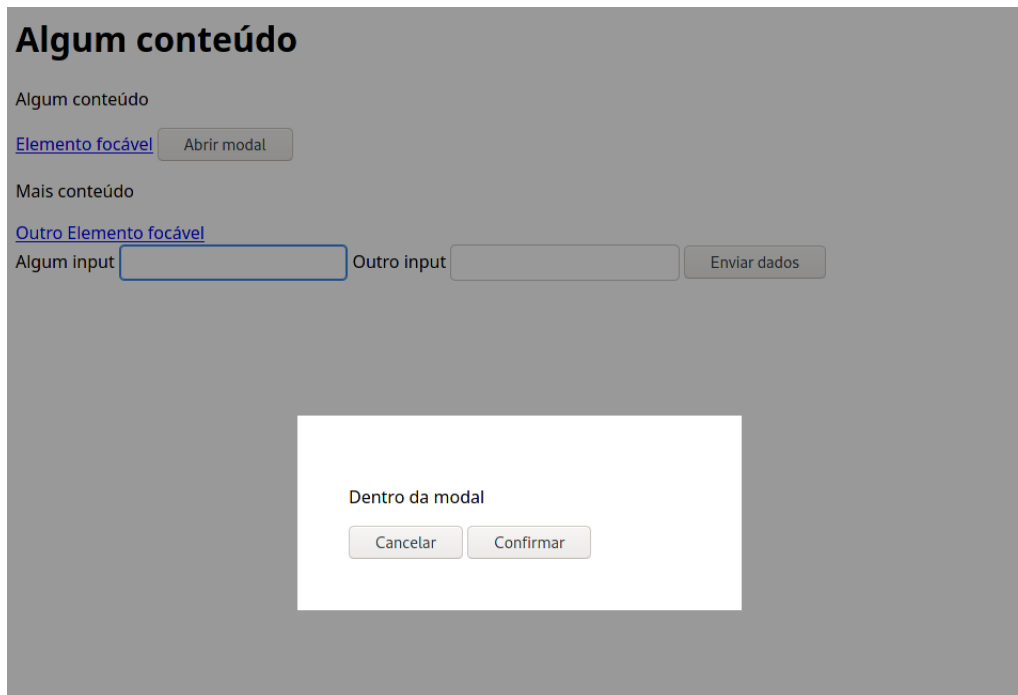 Algum conteúdo
Algum conteúdo
Elemento focável Abrir modal
Mais conteúdo
Outro Elemento focável
Algum input Outro input Enviar dados
Dentro da modal
Cancelar Confirmar